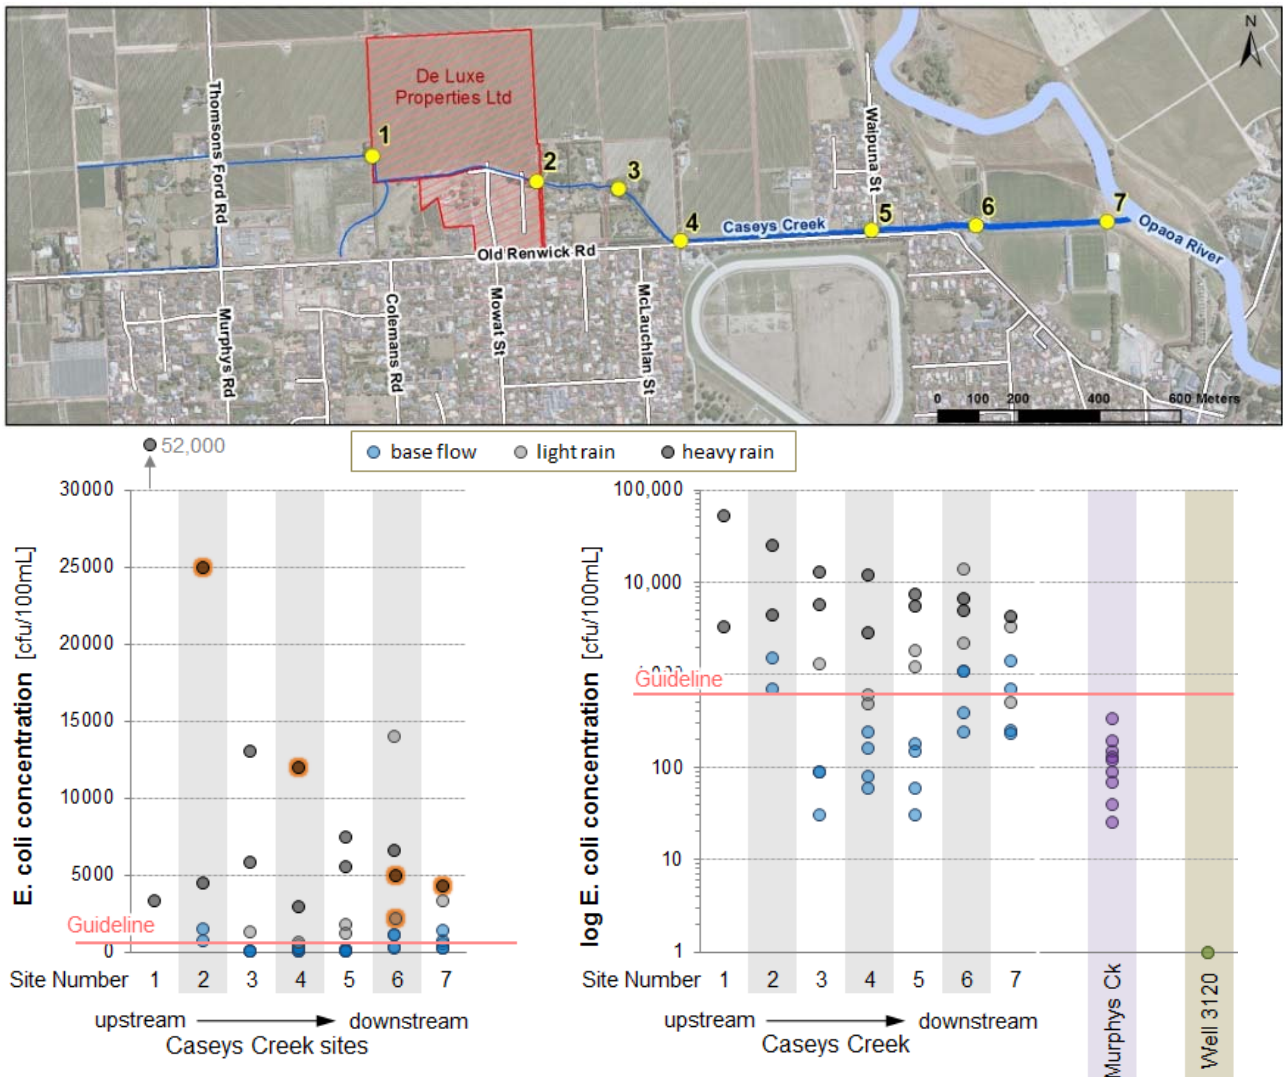 N
De Luxe
Properties Ltd
Thomsons Ford Rd
1
2
3
4
5
6
7
Waipuna St
Caseys Creek
Opaoa River
Old Renwick Rd
Murphys Rd
Colemans Rd
Mowat St
McLauchlan St
0 100 200 400 600 Meters
52,000
base flow light rain heavy rain
E. coli concentration [cfu/100mL]
30000
25000
20000
15000
10000
5000
Guideline
0
Site Number 1 2 3 4 5 6 7
upstream downstream
Caseys Creek sites
log E. coli concentration [cfu/100mL]
100,000
10,000
Guideline
100
10
1
Site Number 1 2 3 4 5 6 7
upstream downstream
Caseys Creek
Murphys Ck
Well 3120